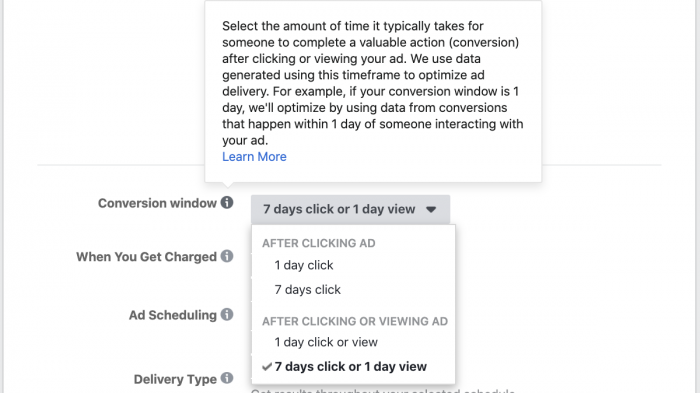 Select the amount of time it typically takes for
someone to complete a valuable action (conversion)
after clicking or viewing your ad. We use data
generated using this timeframe to optimize ad
delivery. For example, if your conversion window is 1
day, we'll optimize by using data from conversions
that happen within 1 day of someone interacting with
your ad.
Learn More
Conversion window
7 days click or 1 day view
AFTER CLICKING AD
When You Get Charged
1 day click
7 days click
Ad Scheduling
AFTER CLICKING OR VIEWING AD
1 day click or view
7 days click or 1 day view
Delivery Type